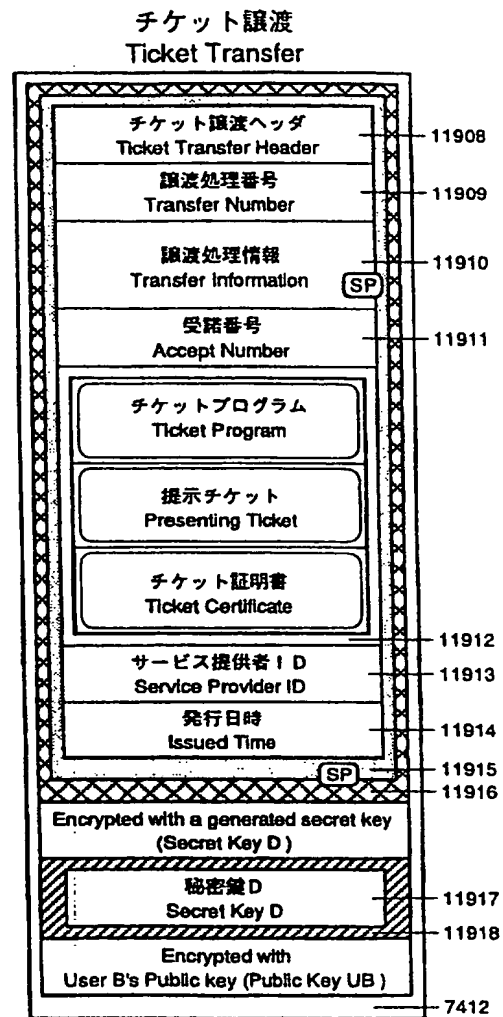 チケット譲渡
Ticket Transfer
チケット譲渡ヘッダ
Ticket Transfer Header
11908
譲渡処理番号
Transfer Number
11909
譲渡処理情報
Transfer Information
11910
SP
受諾番号
Accept Number
11911
チケットプログラム
Ticket Program
提示チケット
Presenting Ticket
チケット証明書
Ticket Certificate
11912
サービス提供者ID
Service Provider ID
11913
発行日時
Issued Time
11914
SP
11915
11916
Encrypted with a generated secret key
(Secret Key D)
秘密鍵D
Secret Key D
11917
11918
Encrypted with
User B's Public key (Public Key UB)
7412